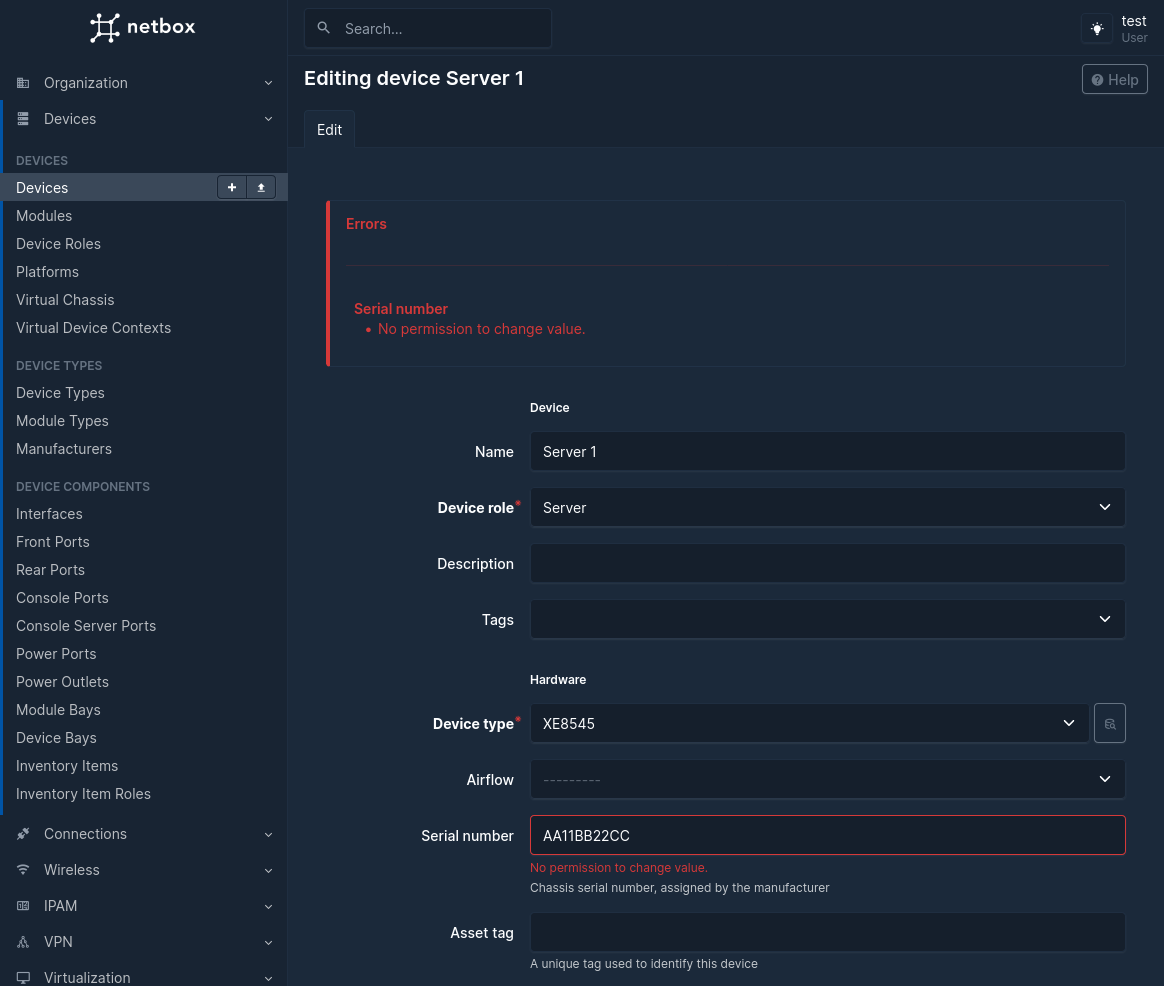 netbox
Search...
test
User
Organization
Devices
DEVICES
Devices
Modules
Device Roles
Platforms
Virtual Chassis
Virtual Device Contexts
DEVICE TYPES
Device Types
Module Types
Manufacturers
DEVICE COMPONENTS
Interfaces
Front Ports
Rear Ports
Console Ports
Console Server Ports
Power Ports
Power Outlets
Module Bays
Device Bays
Inventory Items
Inventory Item Roles
Connections
Wireless
IPAM
VPN
Virtualization
Editing device Server 1
Help
Edit
Errors
Serial number
• No permission to change value.
Device
Name Server 1
Device role* Server
Description
Tags
Hardware
Device type* XE8545
Airflow ---------
Serial number AA11BB22CC
No permission to change value.
Chassis serial number, assigned by the manufacturer
Asset tag
A unique tag used to identify this device